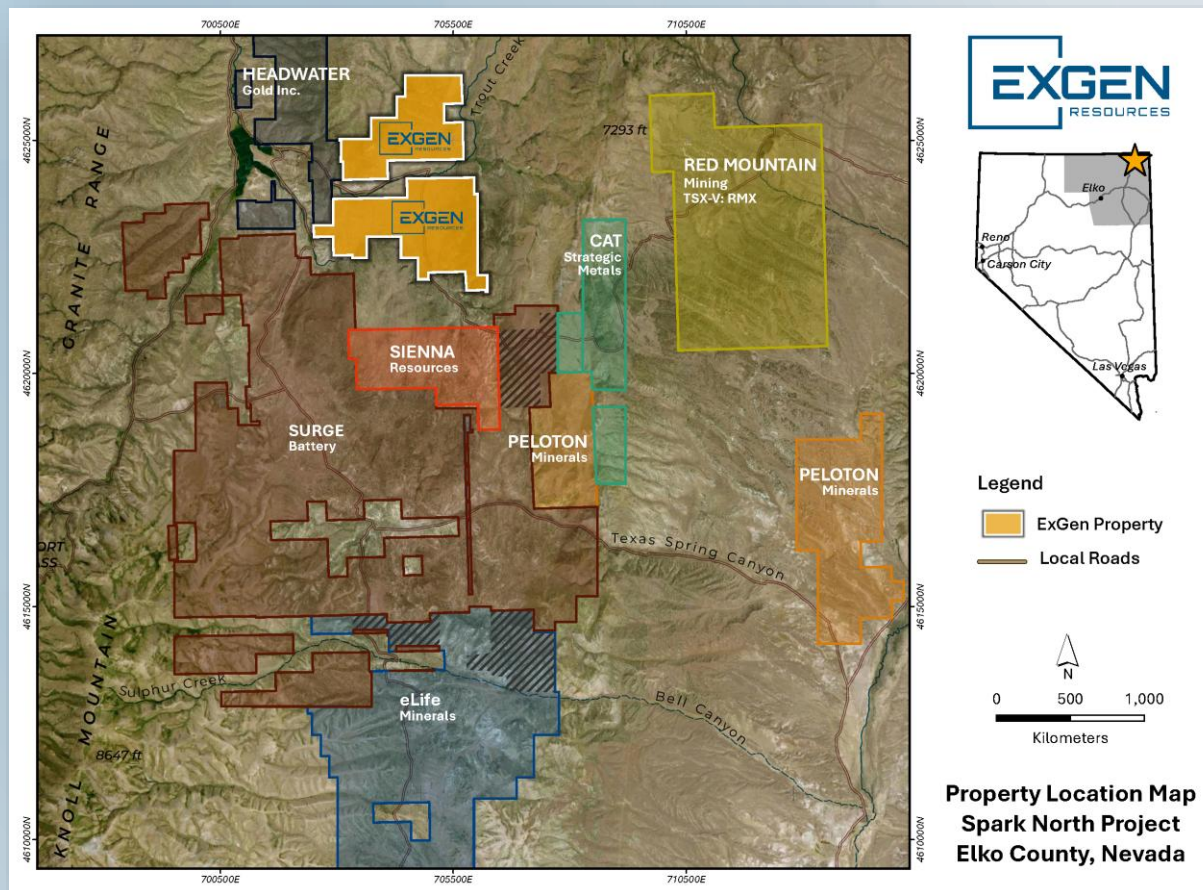 700500E
705500E
710500E
4625000N
4620000N
4615000N
4610000N
HEADWATER
Gold Inc.
EXGEN
RESOURCES
EXGEN
RESOURCES
Trout Creek
7293 ft
RED MOUNTAIN
Mining
TSX-V: RMX
GRANITE RANGE
CAT
Strategic
Metals
SIENNA
Resources
SURGE
Battery
PELOTON
Minerals
PELOTON
Minerals
ORT
SS
Texas Spring Canyon
KNOLL MOUNTAIN
Sulphur Creek
eLife
Minerals
Bell Canyon
8647 ft
4625000N
4620000N
4615000N
4610000N
700500E
705500E
710500E
EXGEN
RESOURCES
Elko
Reno
Carson City
Las Vegas
Legend
ExGen Property
Local Roads
N
0 500 1,000
Kilometers
Property Location Map
Spark North Project
Elko County, Nevada